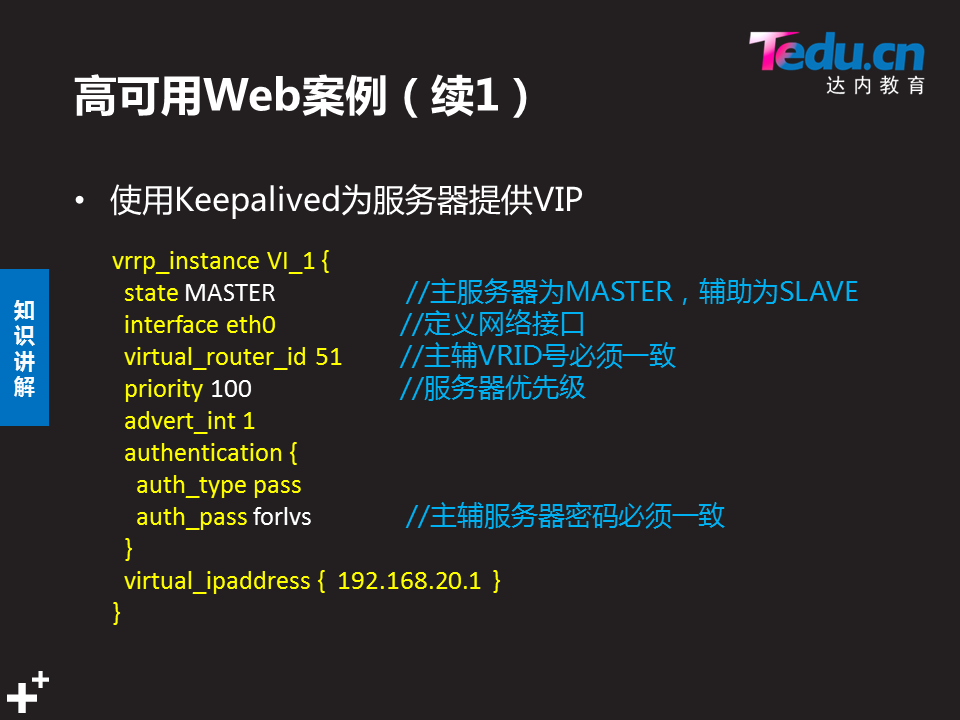 Tedu.cn
达内教育
高可用Web案例（续1）
• 使用Keepalived为服务器提供VIP
vrrp_instance VI_1 {
state MASTER //主服务器为MASTER，辅助为SLAVE
interface eth0 //定义网络接口
virtual_router_id 51 //主辅VRID号必须一致
priority 100 //服务器优先级
advert_int 1
authentication {
auth_type pass
auth_pass forlvs //主辅服务器密码必须一致
}
virtual_ipaddress { 192.168.20.1 }
}
知识讲解